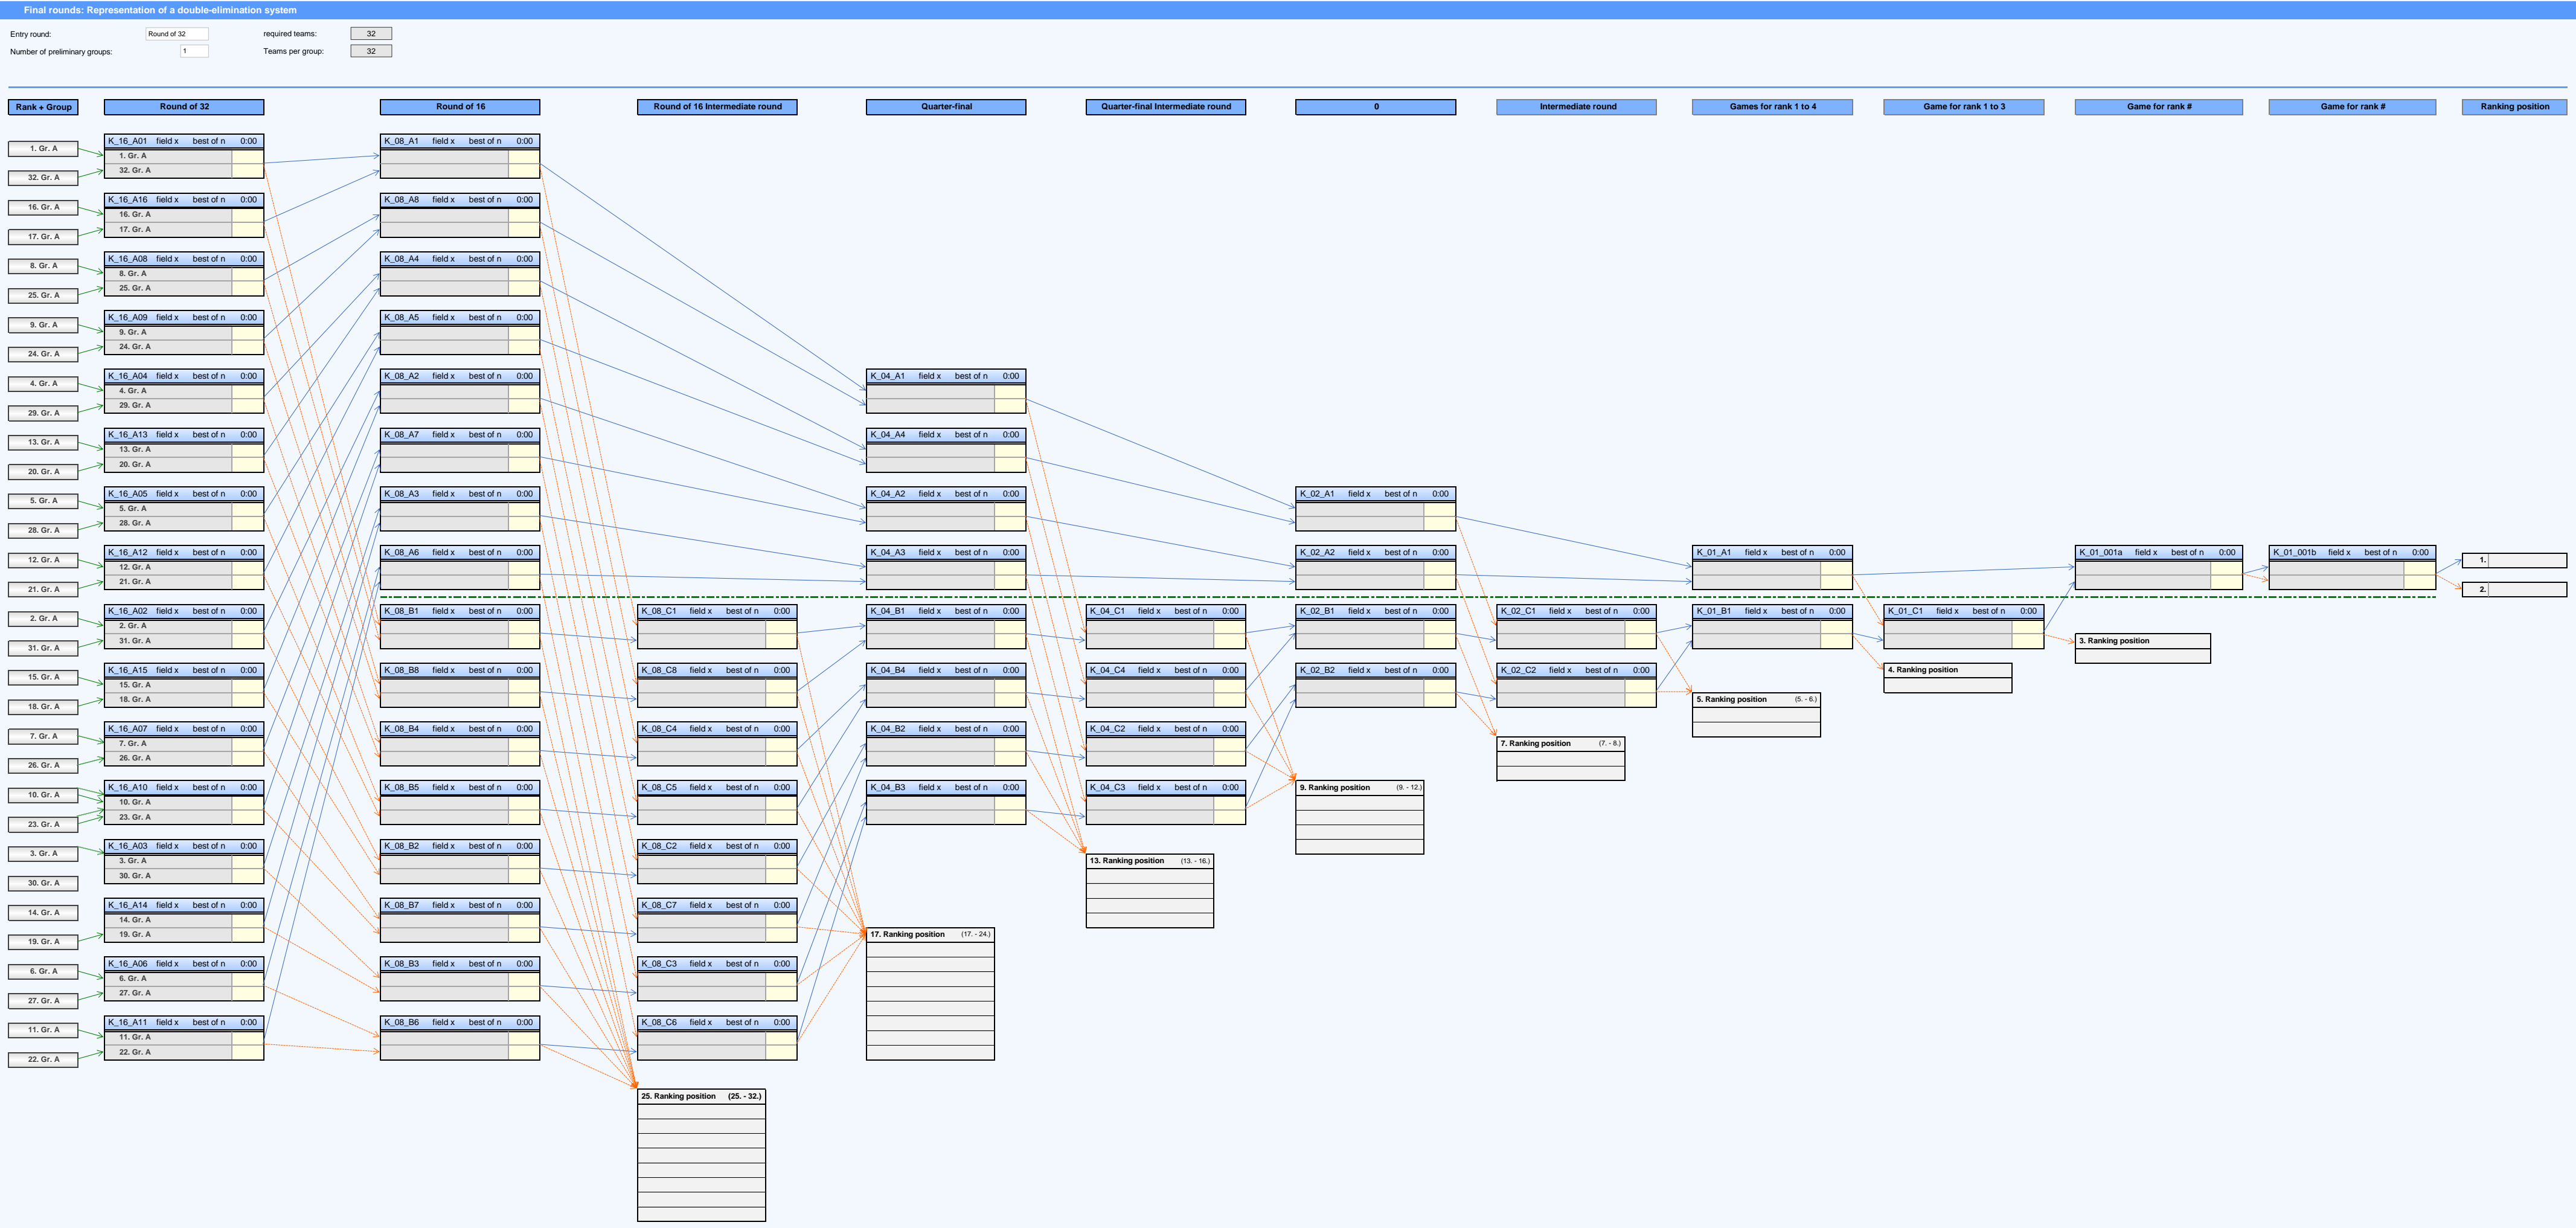 Final rounds: Representation of a double-elimination system
Entry round: Round of 32 required teams: 32
Number of preliminary groups: 1 Teams per group: 32
Rank + Group Round of 32 Round of 16 Round of 16 Intermediate round Quarter-final Quarter-final Intermediate round 0 Intermediate round Games for rank 1 to 4 Game for rank 1 to 3 Game for rank # Game for rank # Ranking position
1. Gr. A
32. Gr. A
16. Gr. A
17. Gr. A
8. Gr. A
25. Gr. A
9. Gr. A
24. Gr. A
4. Gr. A
29. Gr. A
13. Gr. A
20. Gr. A
5. Gr. A
28. Gr. A
12. Gr. A
21. Gr. A
2. Gr. A
31. Gr. A
15. Gr. A
18. Gr. A
7. Gr. A
26. Gr. A
10. Gr. A
23. Gr. A
3. Gr. A
30. Gr. A
14. Gr. A
19. Gr. A
6. Gr. A
27. Gr. A
11. Gr. A
22. Gr. A
K_16_A01 field x best of n 0:00
1. Gr. A
32. Gr. A
K_16_A16 field x best of n 0:00
16. Gr. A
17. Gr. A
K_16_A08 field x best of n 0:00
8. Gr. A
25. Gr. A
K_16_A09 field x best of n 0:00
9. Gr. A
24. Gr. A
K_16_A04 field x best of n 0:00
4. Gr. A
29. Gr. A
K_16_A13 field x best of n 0:00
13. Gr. A
20. Gr. A
K_16_A05 field x best of n 0:00
5. Gr. A
28. Gr. A
K_16_A12 field x best of n 0:00
12. Gr. A
21. Gr. A
K_16_A02 field x best of n 0:00
2. Gr. A
31. Gr. A
K_16_A15 field x best of n 0:00
15. Gr. A
18. Gr. A
K_16_A07 field x best of n 0:00
7. Gr. A
26. Gr. A
K_16_A10 field x best of n 0:00
10. Gr. A
23. Gr. A
K_16_A03 field x best of n 0:00
3. Gr. A
30. Gr. A
K_16_A14 field x best of n 0:00
14. Gr. A
19. Gr. A
K_16_A06 field x best of n 0:00
6. Gr. A
27. Gr. A
K_16_A11 field x best of n 0:00
11. Gr. A
22. Gr. A
K_08_A1 field x best of n 0:00
K_08_A8 field x best of n 0:00
K_08_A4 field x best of n 0:00
K_08_A5 field x best of n 0:00
K_08_A2 field x best of n 0:00
K_08_A7 field x best of n 0:00
K_08_A3 field x best of n 0:00
K_08_A6 field x best of n 0:00
K_08_B1 field x best of n 0:00
K_08_B8 field x best of n 0:00
K_08_B4 field x best of n 0:00
K_08_B5 field x best of n 0:00
K_08_B2 field x best of n 0:00
K_08_B7 field x best of n 0:00
K_08_B3 field x best of n 0:00
K_08_B6 field x best of n 0:00
K_08_C1 field x best of n 0:00
K_08_C8 field x best of n 0:00
K_08_C4 field x best of n 0:00
K_08_C5 field x best of n 0:00
K_08_C2 field x best of n 0:00
K_08_C7 field x best of n 0:00
K_08_C3 field x best of n 0:00
K_08_C6 field x best of n 0:00
25. Ranking position (25. - 32.)
K_04_A1 field x best of n 0:00
K_04_A4 field x best of n 0:00
K_04_A2 field x best of n 0:00
K_04_A3 field x best of n 0:00
K_04_B1 field x best of n 0:00
K_04_B4 field x best of n 0:00
K_04_B2 field x best of n 0:00
K_04_B3 field x best of n 0:00
17. Ranking position (17. - 24.)
K_04_C1 field x best of n 0:00
K_04_C4 field x best of n 0:00
K_04_C2 field x best of n 0:00
K_04_C3 field x best of n 0:00
13. Ranking position (13. - 16.)
K_02_A1 field x best of n 0:00
K_02_A2 field x best of n 0:00
K_02_B1 field x best of n 0:00
K_02_B2 field x best of n 0:00
9. Ranking position (9. - 12.)
K_02_C1 field x best of n 0:00
K_02_C2 field x best of n 0:00
7. Ranking position (7. - 8.)
K_01_A1 field x best of n 0:00
K_01_B1 field x best of n 0:00
5. Ranking position (5. - 6.)
K_01_C1 field x best of n 0:00
4. Ranking position
K_01_001a field x best of n 0:00
3. Ranking position
K_01_001b field x best of n 0:00
1.
2.